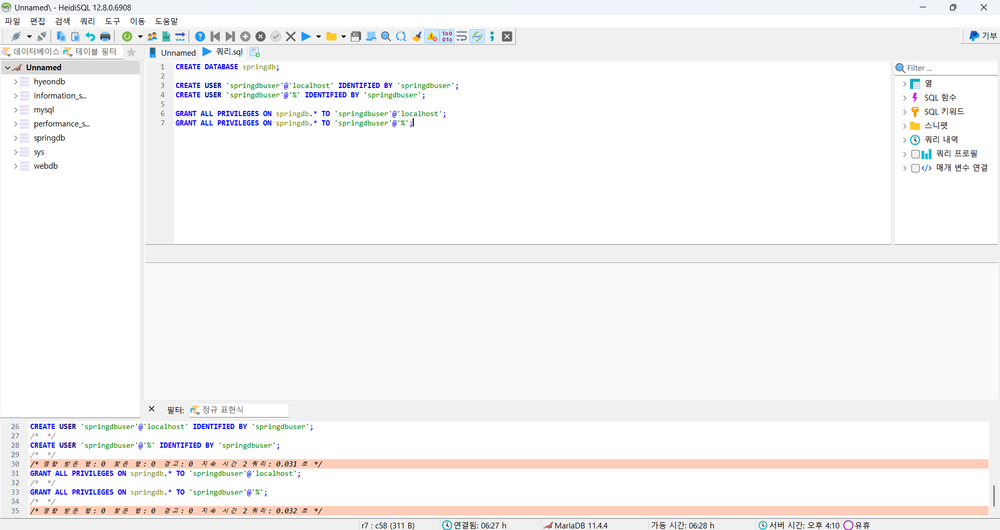 Unnamed\ - HeidiSQL 12.8.0.6908
파일 편집 검색 쿼리 도구 이동 도움말
기부
데이터베이스 테이블 필터
Unnamed 쿼리.sql
Unnamed
hyeondb
information_s...
mysql
performance_s...
springdb
sys
webdb
1 CREATE DATABASE springdb;
2
3 CREATE USER 'springdbuser'@'localhost' IDENTIFIED BY 'springdbuser';
4 CREATE USER 'springdbuser'@'%' IDENTIFIED BY 'springdbuser';
5
6 GRANT ALL PRIVILEGES ON springdb.* TO 'springdbuser'@'localhost';
7 GRANT ALL PRIVILEGES ON springdb.* TO 'springdbuser'@'%';
Filter ...
열
SQL 함수
SQL 키워드
스니펫
쿼리 내역
쿼리 프로필
매개 변수 연결
필터: 정규 표현식
26 CREATE USER 'springdbuser'@'localhost' IDENTIFIED BY 'springdbuser';
27 /* */
28 CREATE USER 'springdbuser'@'%' IDENTIFIED BY 'springdbuser';
29 /* */
30 /* 영향 받은 행: 0 찾은 행: 0 경고: 0 지속 시간 2 쿼리: 0.031 초 */
31 GRANT ALL PRIVILEGES ON springdb.* TO 'springdbuser'@'localhost';
32 /* */
33 GRANT ALL PRIVILEGES ON springdb.* TO 'springdbuser'@'%';
34 /* */
35 /* 영향 받은 행: 0 찾은 행: 0 경고: 0 지속 시간 2 쿼리: 0.032 초 */
r7 : c58 (311 B) 연결됨: 06:27 h MariaDB 11.4.4 가동 시간: 06:28 h 서버 시간: 오후 4:10 유휴